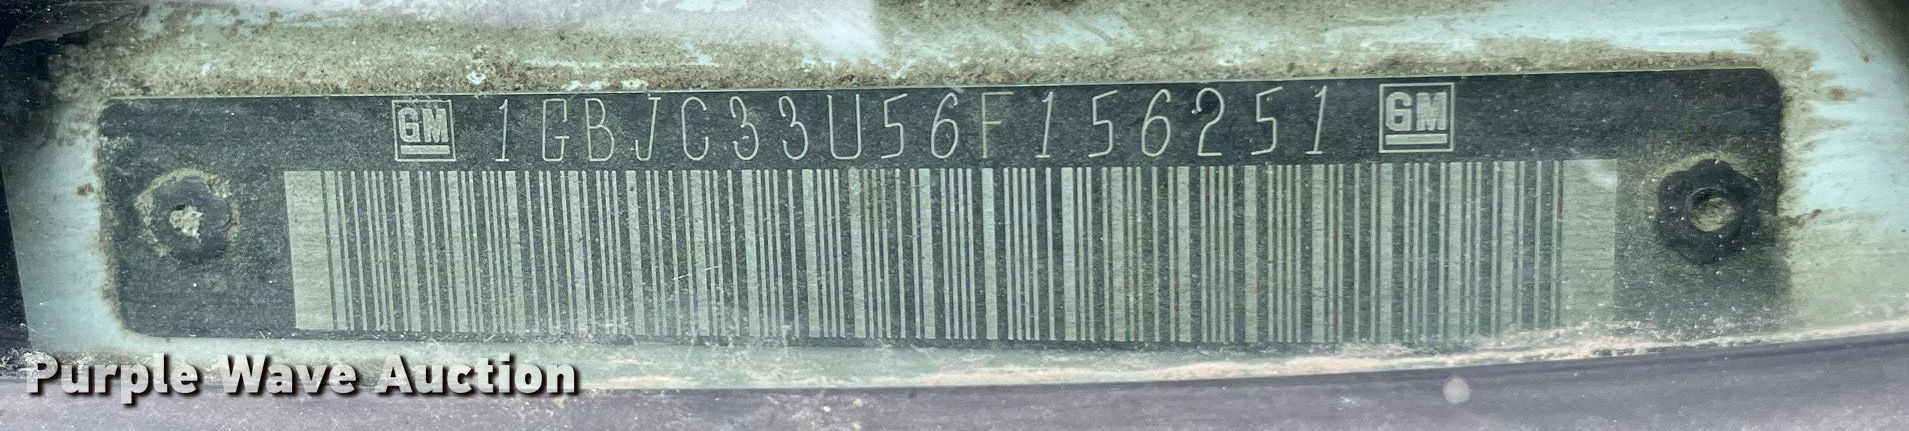 GM 1GBJC33U56F156251 GM
Purple Wave Auction